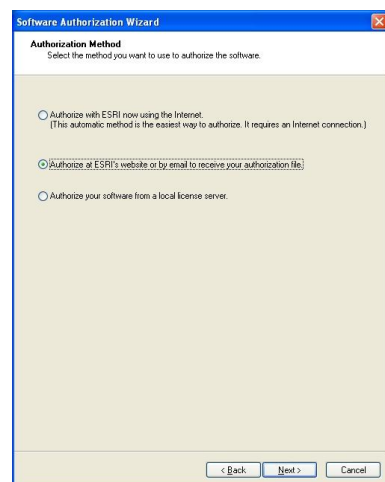 Software Authorization Wizard
Authorization Method
Select the method you want to use to authorize the software.
Authorize with ESRI now using the Internet.
(This automatic method is the easiest way to authorize. It requires an Internet connection.)
Authorize at ESRI's website or by email to receive your authorization file.
Authorize your software from a local license server.
< Back
Next >
Cancel